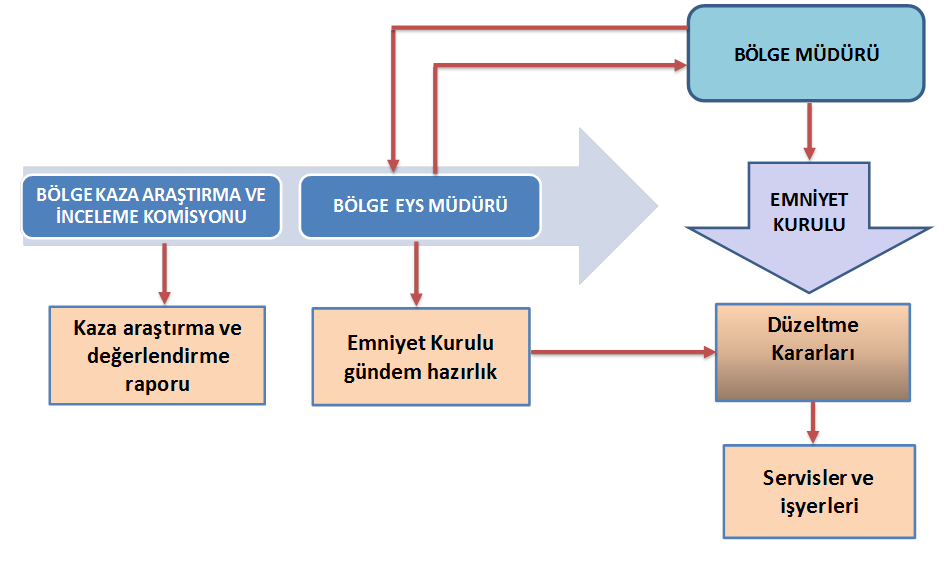 BÖLGE MÜDÜRÜ
BÖLGE KAZA ARAŞTIRMA VE
İNCELEME KOMİSYONU
BÖLGE EYS MÜDÜRÜ
EMNİYET
KURULU
Kaza araştırma ve
değerlendirme
raporu
Emniyet Kurulu
gündem hazırlık
Düzeltme
Kararları
Servisler ve
işyerleri